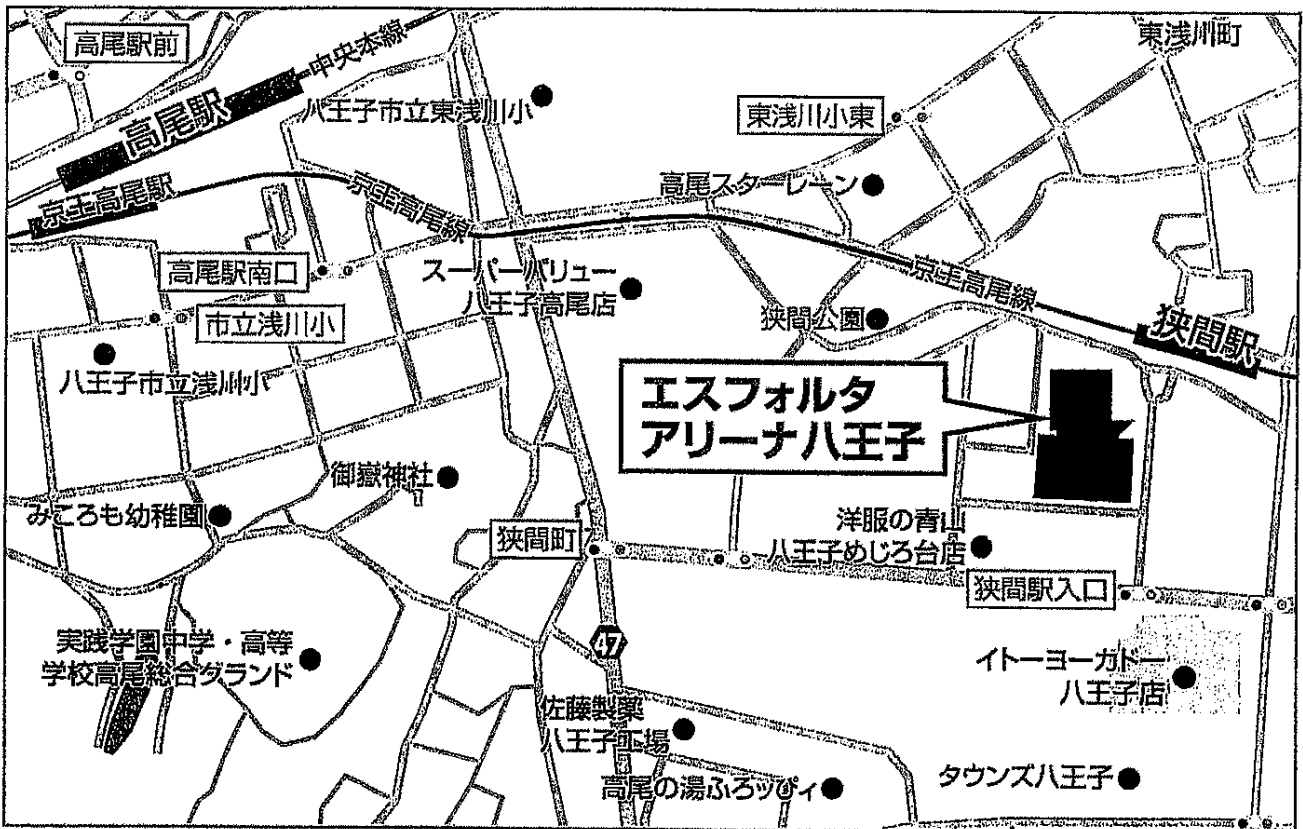 高尾駅前
中央本線
東浅川町
八王子市立東浅川小
東浅川小東
高尾駅
京王高尾駅
京王高尾線
高尾スターレーン
高尾駅南口
スーパーバリュー
八王子高尾店
京王高尾線
市立浅川小
狭間公園
狭間駅
八王子市立浅川小
エスフォルタ
アリーナ八王子
御嶽神社
みころも幼稚園
狭間町
洋服の青山
八王子めじろ台店
狭間駅入口
47
実践学園中学・高等
学校高尾総合グランド
イトーヨーカドー
八王子店
佐藤製薬
八王子工場
高尾の湯ふろッぴィ
タウンズ八王子